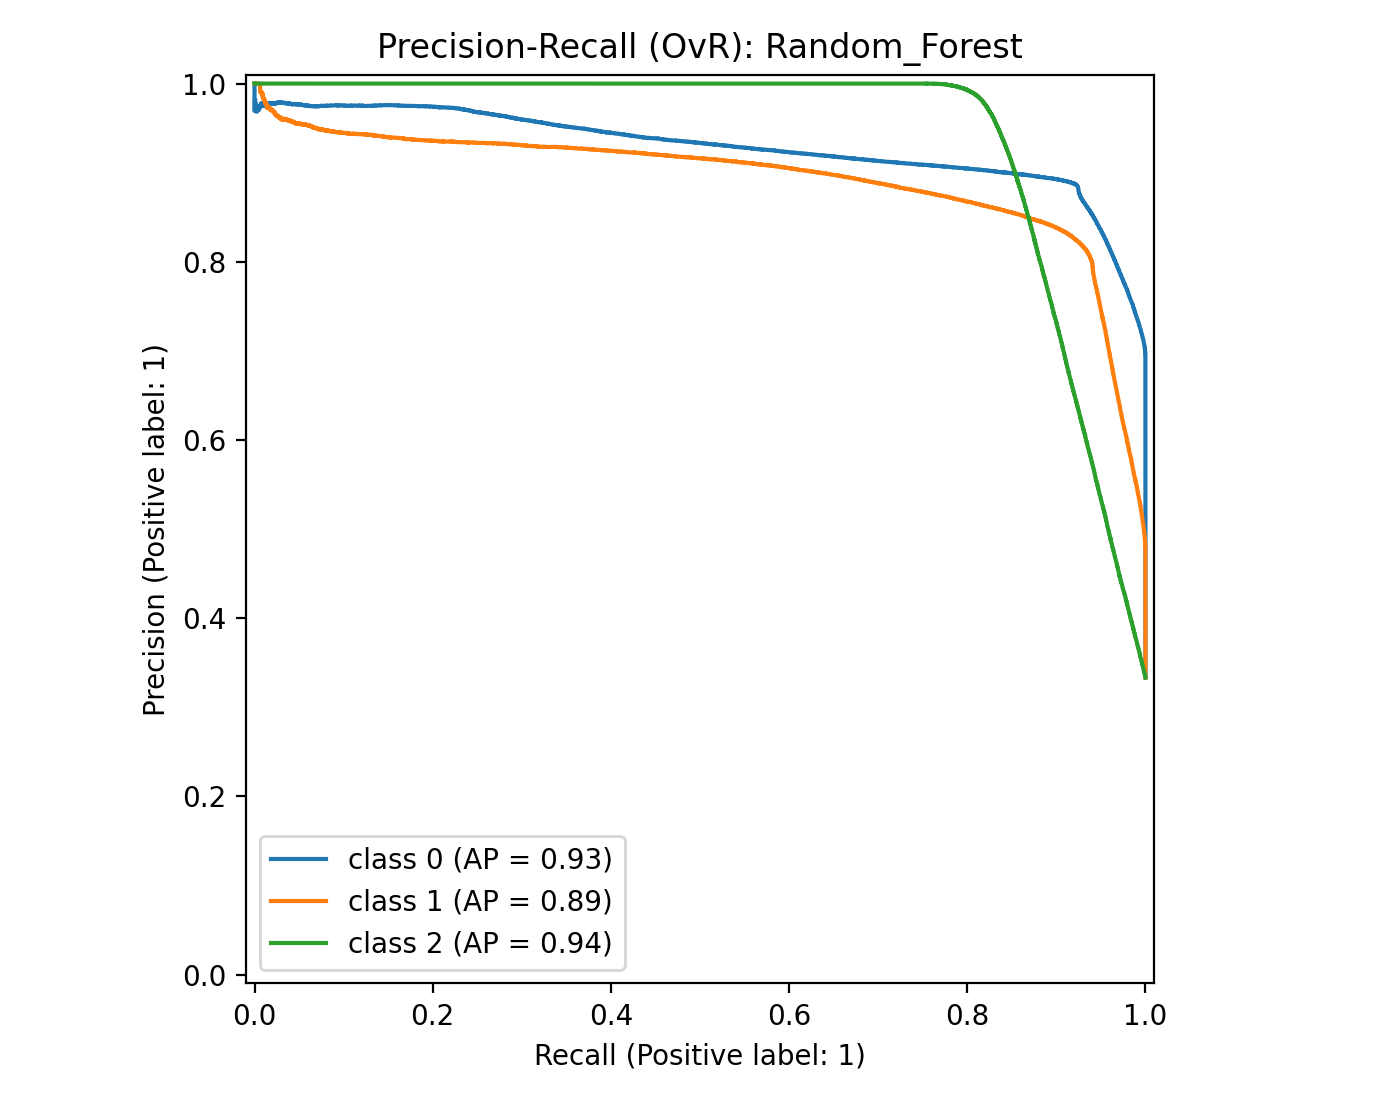 Precision-Recall (OvR): Random_Forest
Precision (Positive label: 1)
1.0
0.8
0.6
0.4
0.2
0.0
class 0 (AP = 0.93)
class 1 (AP = 0.89)
class 2 (AP = 0.94)
0.0 0.2 0.4 0.6 0.8 1.0
Recall (Positive label: 1)